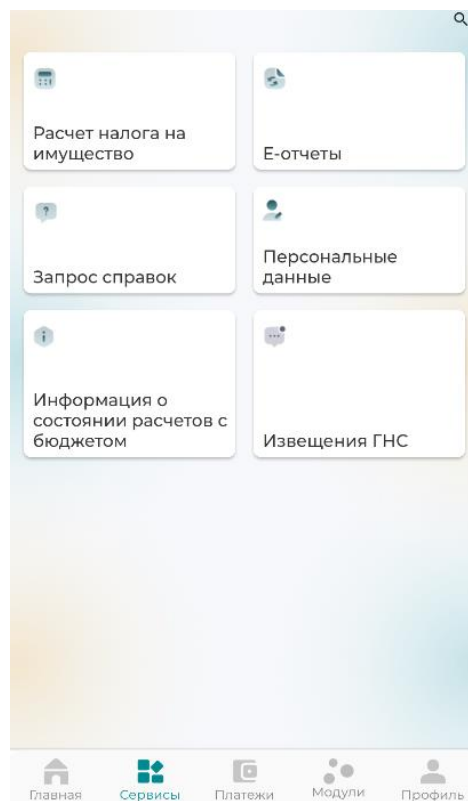 Расчет налога на
имущество
Е-отчеты
Запрос справок
Персональные
данные
Информация о
состоянии расчетов с
бюджетом
Извещения ГНС
Главная
Сервисы
Платежи
Модули
Профиль